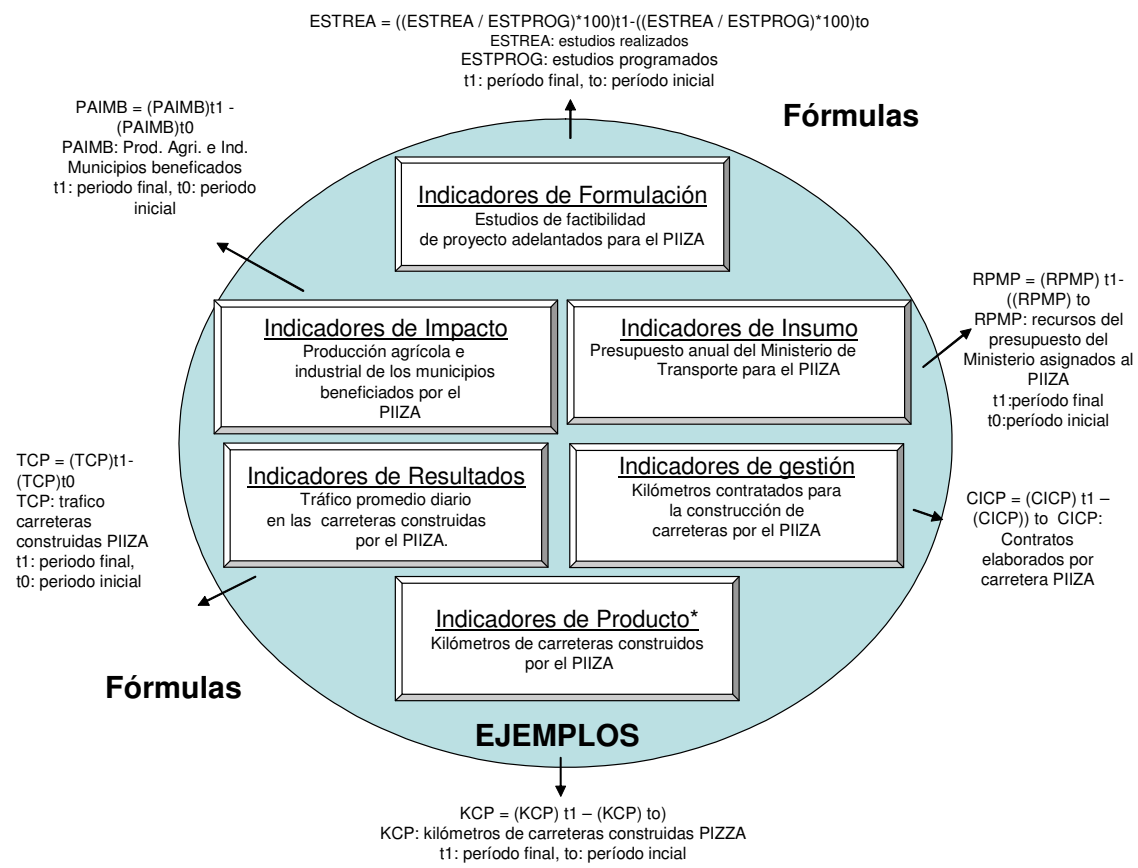 ESTREA = ((ESTREA / ESTPROG)*100)t1-((ESTREA / ESTPROG)*100)to
ESTREA: estudios realizados
ESTPROG: estudios programados
t1: período final, to: período inicial
Fórmulas
PAIMB = (PAIMB)t1 -
(PAIMB)t0
PAIMB: Prod. Agri. e Ind.
Municipios beneficados
t1: periodo final, t0: periodo
inicial
Indicadores de Formulación
Estudios de factibilidad
de proyecto adelantados para el PIIZA
Indicadores de Impacto
Producción agrícola e
industrial de los municipios
beneficiados por el
PIIZA
Indicadores de Insumo
Presupuesto anual del Ministerio de
Transporte para el PIIZA
RPMP = (RPMP) t1-
((RPMP) to
RPMP: recursos del
presupuesto del
Ministerio asignados al
PIIZA
t1:período final
t0:período inicial
TCP = (TCP)t1-
(TCP)t0
TCP: trafico
carreteras
construidas PIIZA
t1: periodo final,
t0: periodo inicial
Indicadores de Resultados
Tráfico promedio diario
en las carreteras construidas
por el PIIZA.
Indicadores de gestión
Kilómetros contratados para
la construcción de
carreteras por el PIIZA
CICP = (CICP) t1 –
(CICP)) to CICP:
Contratos
elaborados por
carretera PIIZA
Indicadores de Producto*
Kilómetros de carreteras construidos
por el PIIZA
Fórmulas
EJEMPLOS
KCP = (KCP) t1 – (KCP) to)
KCP: kilómetros de carreteras construidas PIZZA
t1: período final, to: período incial